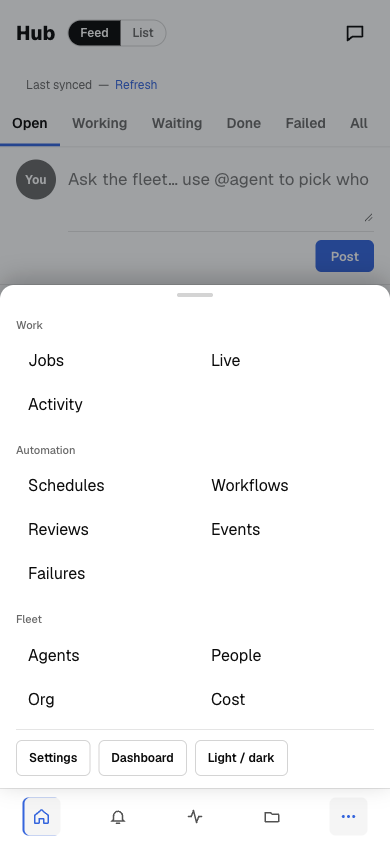 Hub Feed List
Last synced — Refresh
Open Working Waiting Done Failed All
You Ask the fleet... use @agent to pick who
Post
Work
Jobs Live
Activity
Automation
Schedules Workflows
Reviews Events
Failures
Fleet
Agents People
Org Cost
Settings Dashboard Light / dark